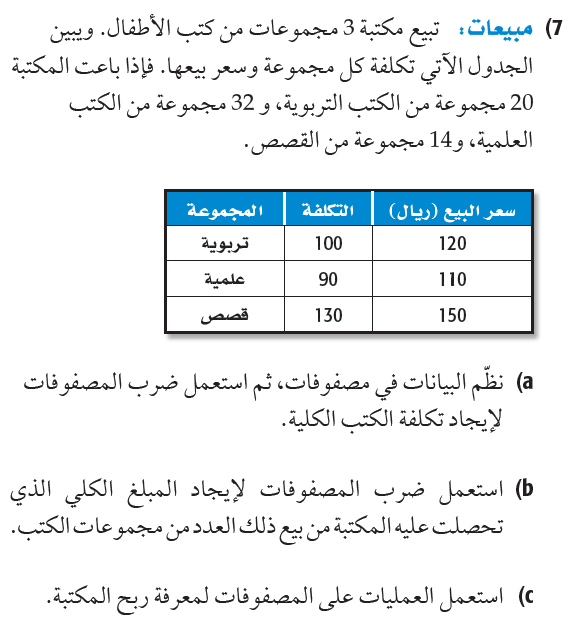 7) مبيعات: تبيع مكتبة 3 مجموعات من كتب الأطفال. ويبين
الجدول الآتي تكلفة كل مجموعة وسعر بيعها. فإذا باعت المكتبة
20 مجموعة من الكتب التربوية، و 32 مجموعة من الكتب
العلمية، و14 مجموعة من القصص.
المجموعة التكلفة سعر البيع (ريال)
تربوية 100 120
علمية 90 110
قصص 130 150
a) نظّم البيانات في مصفوفات، ثم استعمل ضرب المصفوفات
لإيجاد تكلفة الكتب الكلية.
b) استعمل ضرب المصفوفات لإيجاد المبلغ الكلي الذي
تحصلت عليه المكتبة من بيع ذلك العدد من مجموعات الكتب.
c) استعمل العمليات على المصفوفات لمعرفة ربح المكتبة.